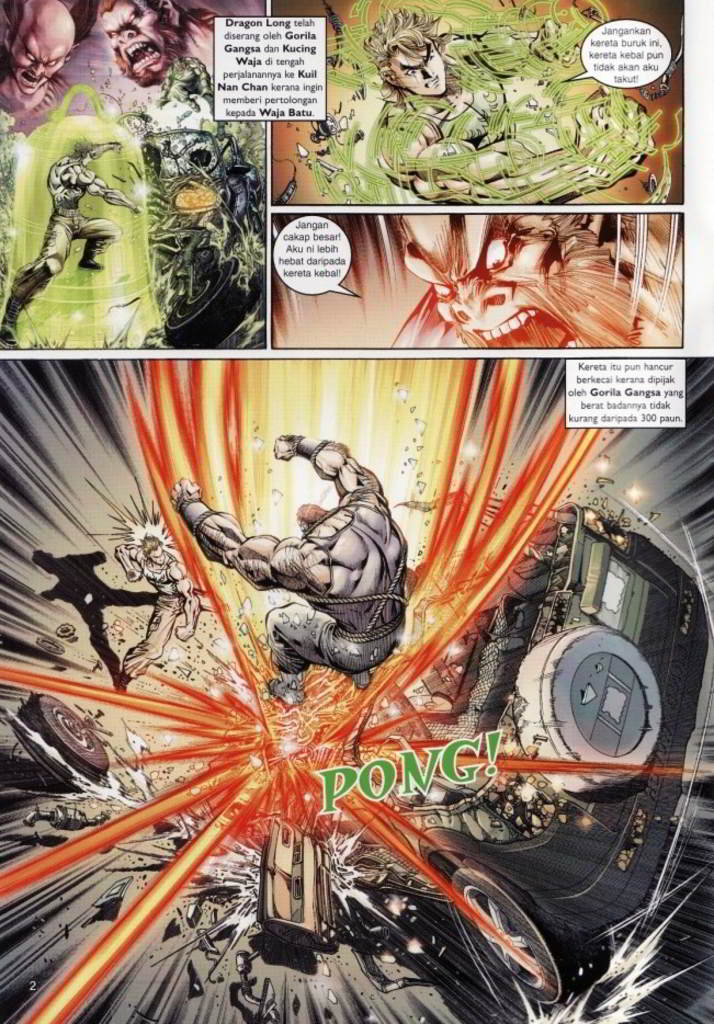 Dragon Long telah
diserang oleh Gorila
Gangsa dan Kucing
Waja di tengah
perjalanannya ke Kuil
Nan Chan kerana ingin
memberi pertolongan
kepada Waja Batu.
Jangankan
kereta buruk ini,
kereta kebal pun
tidak akan aku
takut!
Jangan
cakap besar!
Aku ni lebih
daripada
kereta kebal!
Kereta itu pun hancur
berkecai kerana dipijak
oleh Gorila Gangsa yang
berat badannya tidak
kurang daripada 300 paun.
PONG!
2